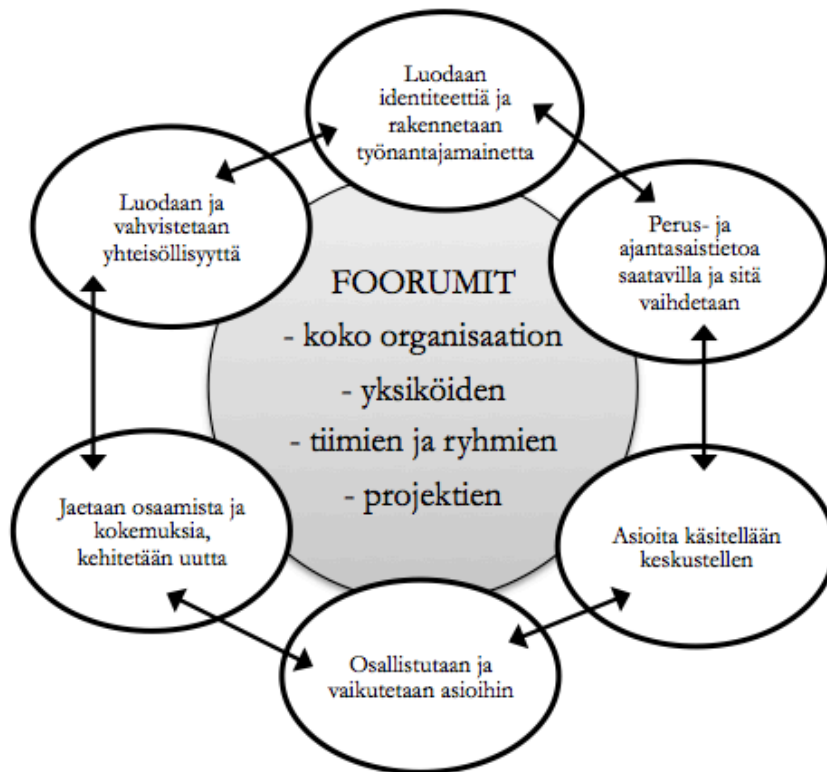 Luodaan
identiteettiä ja
rakennetaan
työnantajamainetta
Luodaan ja
vahvistetaan
yhteisöllisyyttä
Perus- ja
ajantasaistietoa
saatavilla ja sitä
vaihdetaan
FOORUMIT
- koko organisaation
- yksiköiden
- tiimien ja ryhmien
- projektien
Jaetaan osaamista ja
kokemuksia,
kehitetään uutta
Asioita käsitellään
keskustellen
Osallistutaan ja
vaikutetaan asioihin